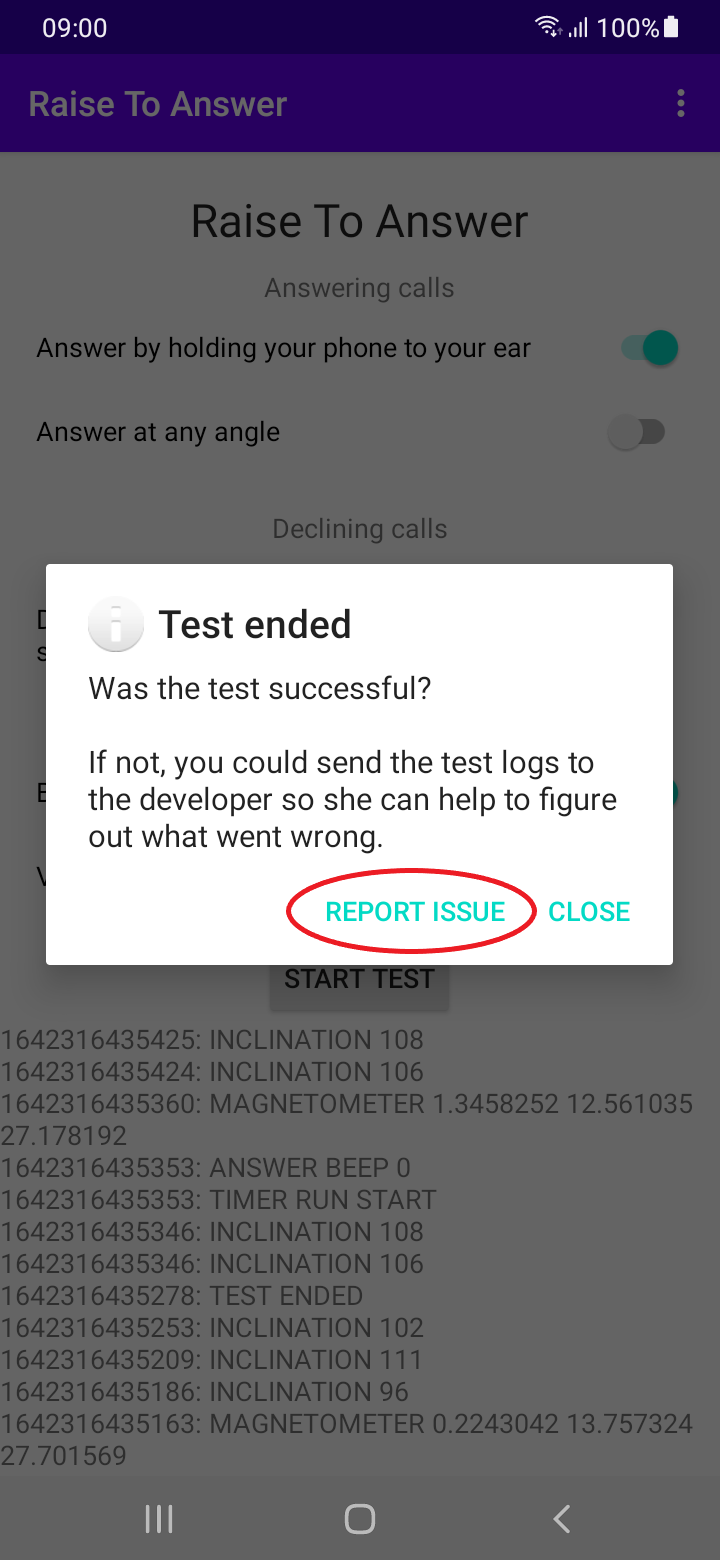 09:00 100%
Raise To Answer
Raise To Answer
Answering calls
Answer by holding your phone to your ear
Answer at any angle
Declining calls
Test ended
Was the test successful?
If not, you could send the test logs to
the developer so she can help to figure
out what went wrong.
REPORT ISSUE CLOSE
START TEST
1642316435425: INCLINATION 108
1642316435424: INCLINATION 106
1642316435360: MAGNETOMETER 1.3458252 12.561035
27.178192
1642316435353: ANSWER BEEP 0
1642316435353: TIMER RUN START
1642316435346: INCLINATION 108
1642316435346: INCLINATION 106
1642316435278: TEST ENDED
1642316435253: INCLINATION 102
1642316435209: INCLINATION 111
1642316435186: INCLINATION 96
1642316435163: MAGNETOMETER 0.2243042 13.757324
27.701569